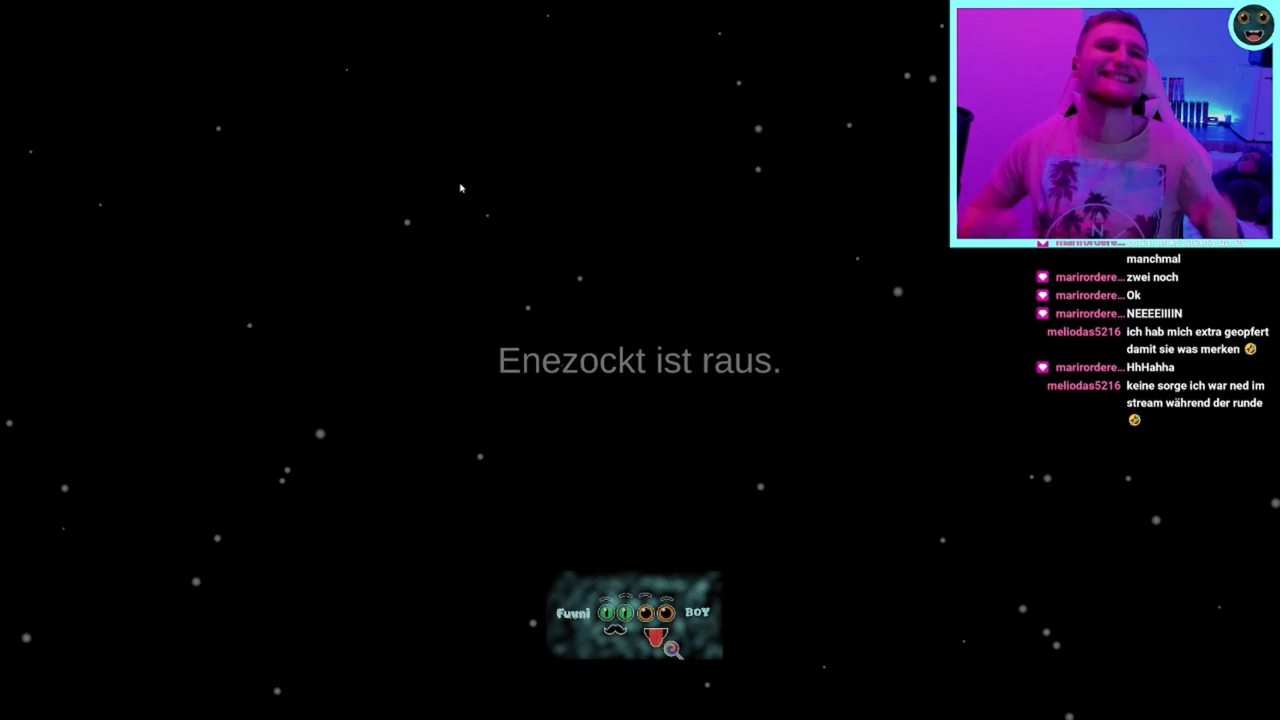 manchmal
marirordere... zwei noch
marirordere... Ok
marirordere... NEEEEIIIIN
meliodas5216 ich hab mich extra geopfert
damit sie was merken 🤣
Enezockt ist raus.
marirordere... HhHahha
meliodas5216 keine sorge ich war ned im
stream während der runde
🤣
Fuvni BOY